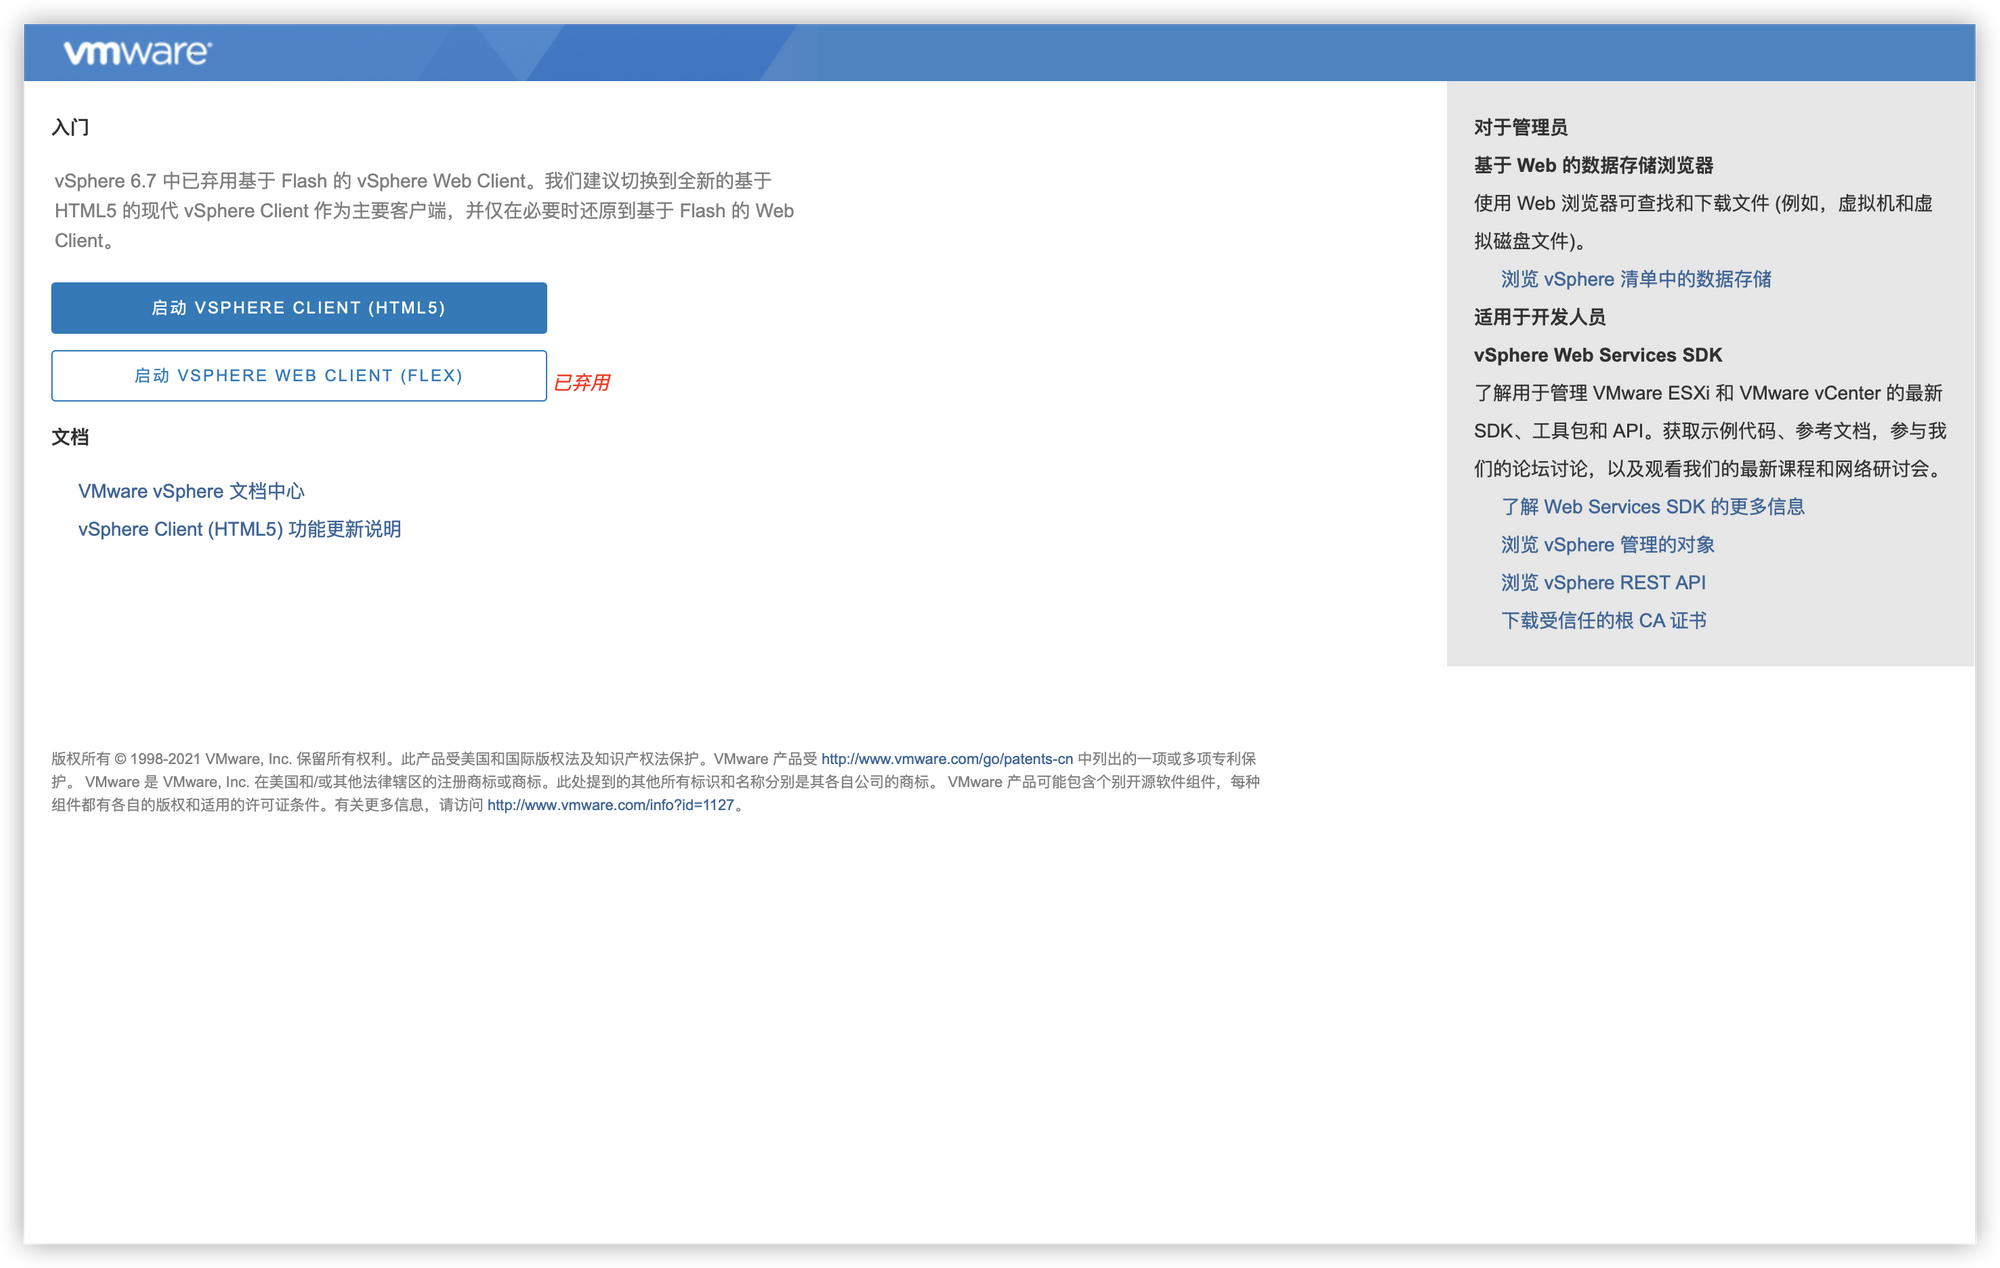 vmware
入门
vSphere 6.7 中已弃用基于 Flash 的 vSphere Web Client。我们建议切换到全新的基于
HTML5 的现代 vSphere Client 作为主要客户端，并仅在必要时还原到基于 Flash 的 Web
Client。
启动 VSPHERE CLIENT (HTML5)
启动 VSPHERE WEB CLIENT (FLEX)
已弃用
文档
VMware vSphere 文档中心
vSphere Client (HTML5) 功能更新说明
对于管理员
基于 Web 的数据存储浏览器
使用 Web 浏览器可查找和下载文件 (例如，虚拟机和虚
拟磁盘文件)。
浏览 vSphere 清单中的数据存储
适用于开发人员
vSphere Web Services SDK
了解用于管理 VMware ESXi 和 VMware vCenter 的最新
SDK、工具包和 API。获取示例代码、参考文档，参与我
们的论坛讨论，以及观看我们的最新课程和网络研讨会。
了解 Web Services SDK 的更多信息
浏览 vSphere 管理的对象
浏览 vSphere REST API
下载受信任的根 CA 证书
版权所有 © 1998-2021 VMware, Inc. 保留所有权利。此产品受美国和国际版权法及知识产权法保护。VMware 产品受 http://www.vmware.com/go/patents-cn 中列出的一项或多项专利保
护。 VMware 是 VMware, Inc. 在美国和/或其他法律辖区的注册商标或商标。此处提到的其他所有标识和名称分别是其各自公司的商标。 VMware 产品可能包含个别开源软件组件，每种
组件都有各自的版权和适用的许可证条件。有关更多信息，请访问 http://www.vmware.com/info?id=1127。